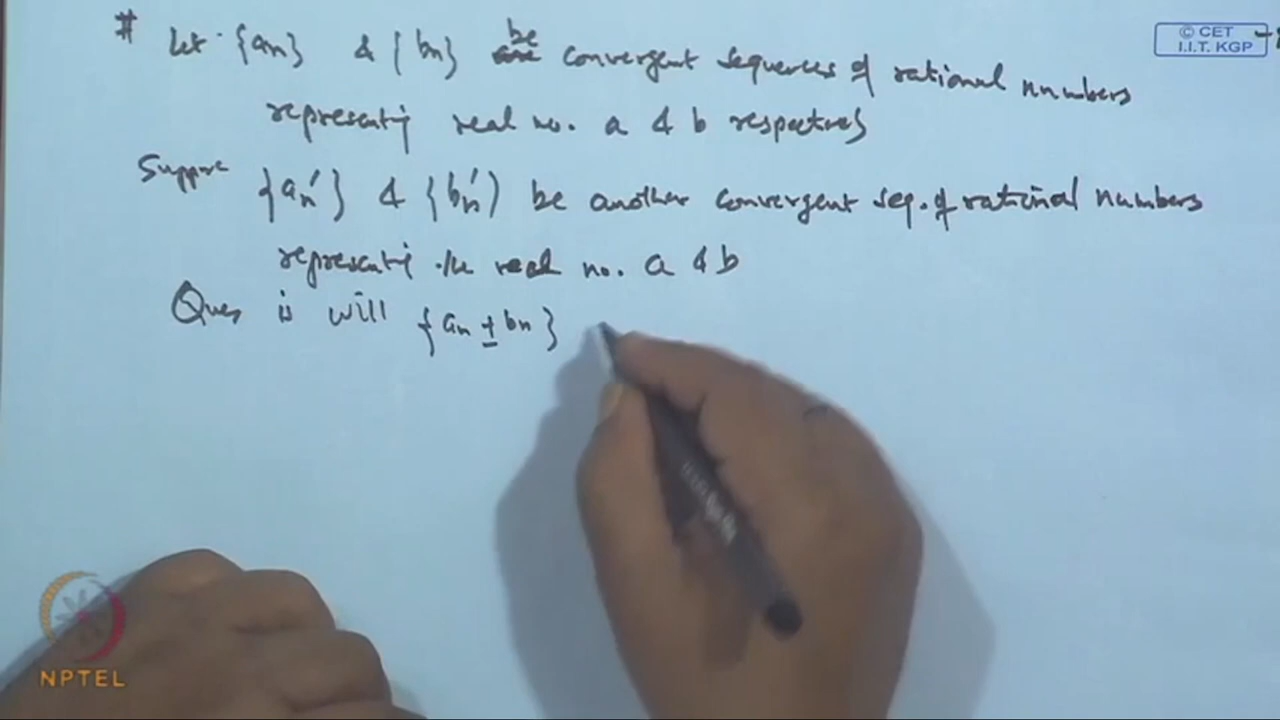 # Let {an} & {bn} be are convergent sequences of rational numbers
© CET
I.I.T. KGP
representing real no. a & b respectively
Suppose {an'} & {bn'} be another convergent seq. of rational numbers
representing the real no. a & b
Ques is will {an ± bn}
NPTEL